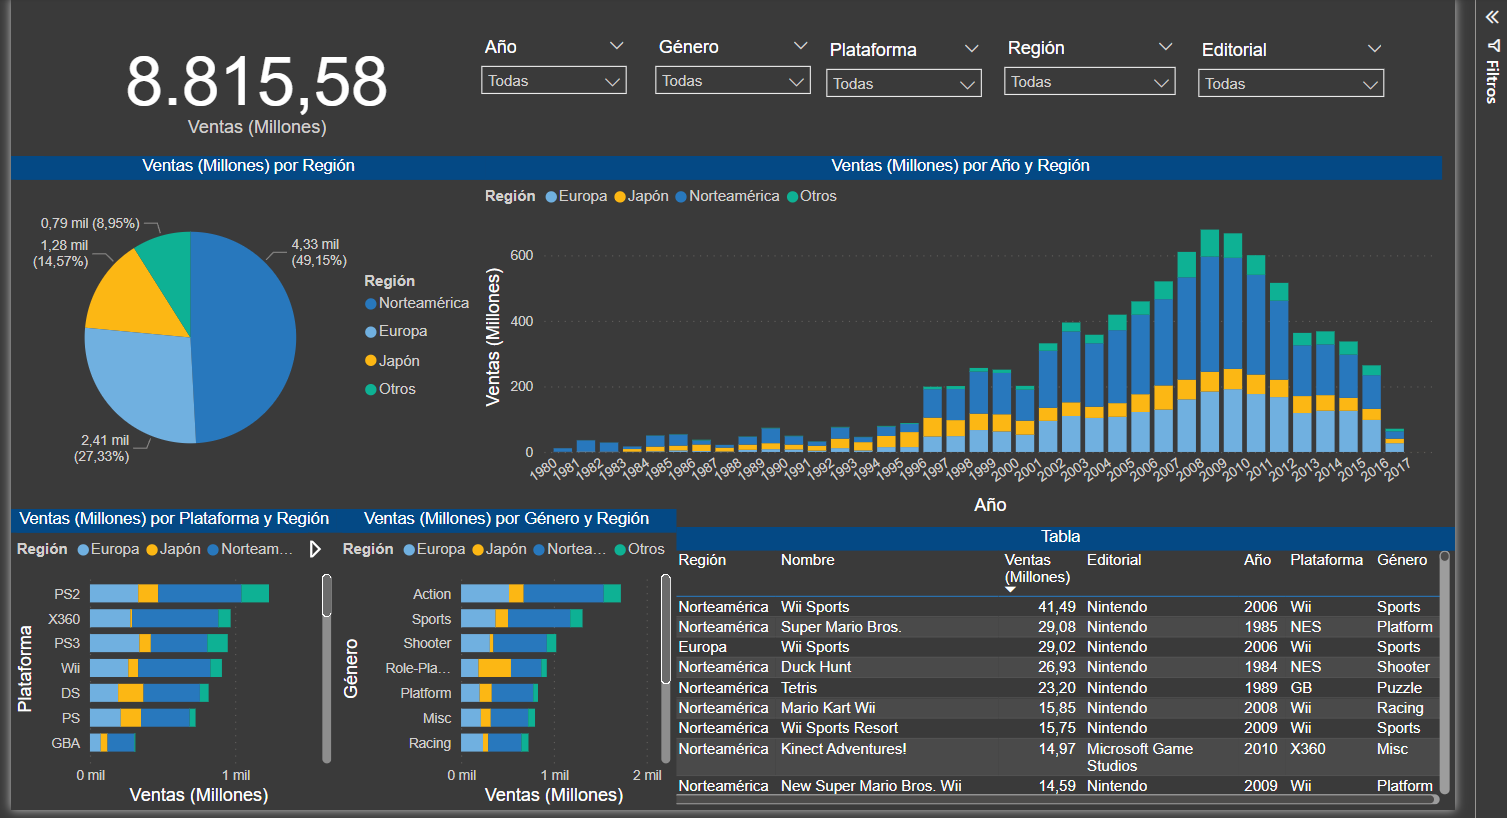 8.815,58
Ventas (Millones)
Año
Todas
Género
Todas
Plataforma
Todas
Región
Todas
Editorial
Todas
Filtros
Ventas (Millones) por Región
0,79 mil (8,95%)
1,28 mil
(14,57%)
4,33 mil
(49,15%)
2,41 mil
(27,33%)
Región
Norteamérica
Europa
Japón
Otros
Ventas (Millones) por Año y Región
Región Europa Japón Norteamérica Otros
Ventas (Millones)
600
400
200
0
1980 1981 1982 1983 1984 1985 1986 1987 1988 1989 1990 1991 1992 1993 1994 1995 1996 1997 1998 1999 2000 2001 2002 2003 2004 2005 2006 2007 2008 2009 2010 2011 2012 2013 2014 2015 2016 2017
Año
Ventas (Millones) por Plataforma y Región
Región Europa Japón Norteam...
Plataforma
PS2
X360
PS3
Wii
DS
PS
GBA
0 mil 1 mil
Ventas (Millones)
Ventas (Millones) por Género y Región
Región Europa Japón Nortea... Otros
Género
Action
Sports
Shooter
Role-Pla...
Platform
Misc
Racing
0 mil 1 mil 2 mil
Ventas (Millones)
Tabla
Región Nombre Ventas (Millones) Editorial Año Plataforma Género
Norteamérica Wii Sports 41,49 Nintendo 2006 Wii Sports
Norteamérica Super Mario Bros. 29,08 Nintendo 1985 NES Platform
Europa Wii Sports 29,02 Nintendo 2006 Wii Sports
Norteamérica Duck Hunt 26,93 Nintendo 1984 NES Shooter
Norteamérica Tetris 23,20 Nintendo 1989 GB Puzzle
Norteamérica Mario Kart Wii 15,85 Nintendo 2008 Wii Racing
Norteamérica Wii Sports Resort 15,75 Nintendo 2009 Wii Sports
Norteamérica Kinect Adventures! 14,97 Microsoft Game Studios 2010 X360 Misc
Norteamérica New Super Mario Bros. Wii 14,59 Nintendo 2009 Wii Platform